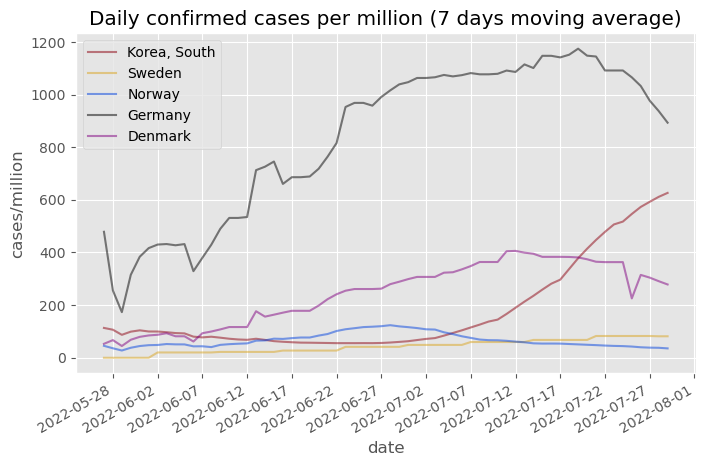 Daily confirmed cases per million (7 days moving average)
Korea, South
Sweden
Norway
Germany
Denmark
cases/million
1200
1000
800
600
400
200
0
2022-05-28
2022-06-02
2022-06-07
2022-06-12
2022-06-17
2022-06-22
2022-06-27
2022-07-02
2022-07-07
2022-07-12
2022-07-17
2022-07-22
2022-07-27
2022-08-01
date